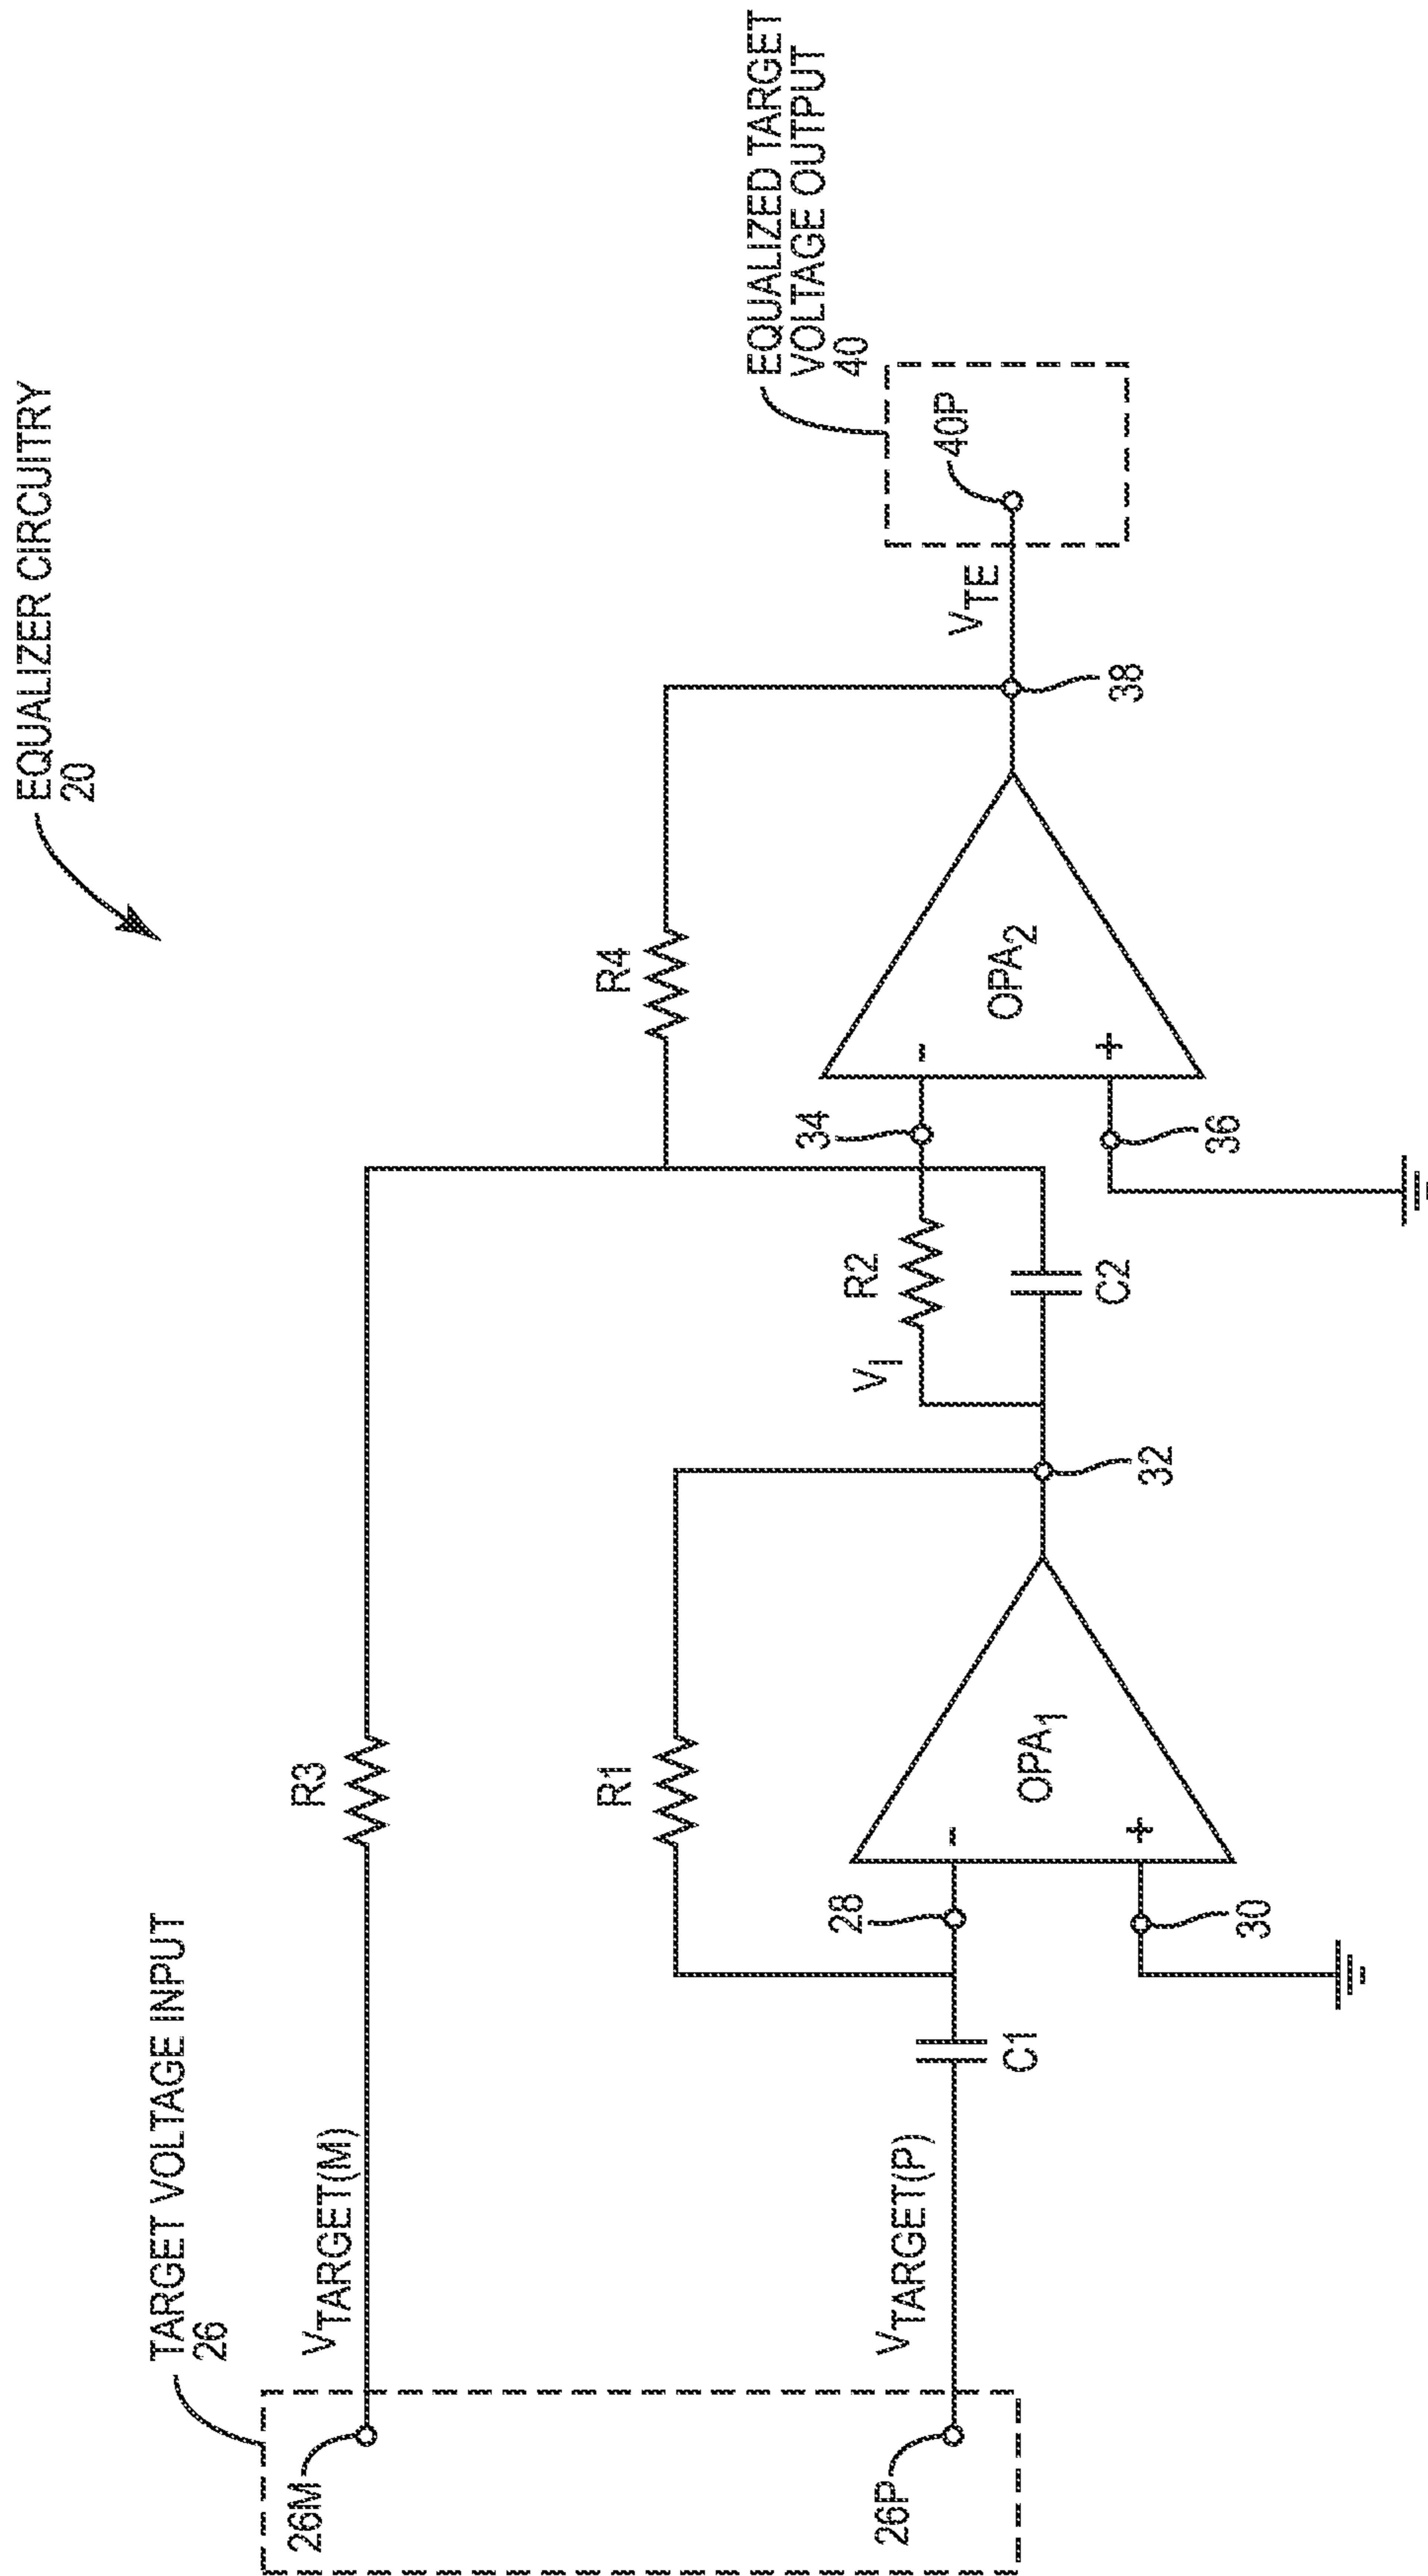 EQUALIZER CIRCUITRY
20
TARGET VOLTAGE INPUT
26
26M
VTARGET(M)
R3
R4
EQUALIZED TARGET
VOLTAGE OUTPUT
40
R1
26P
VTARGET(P)
C1
28
-
+
OPA1
30
32
VI
R2
C2
34
-
+
OPA2
36
38
VTE
40P